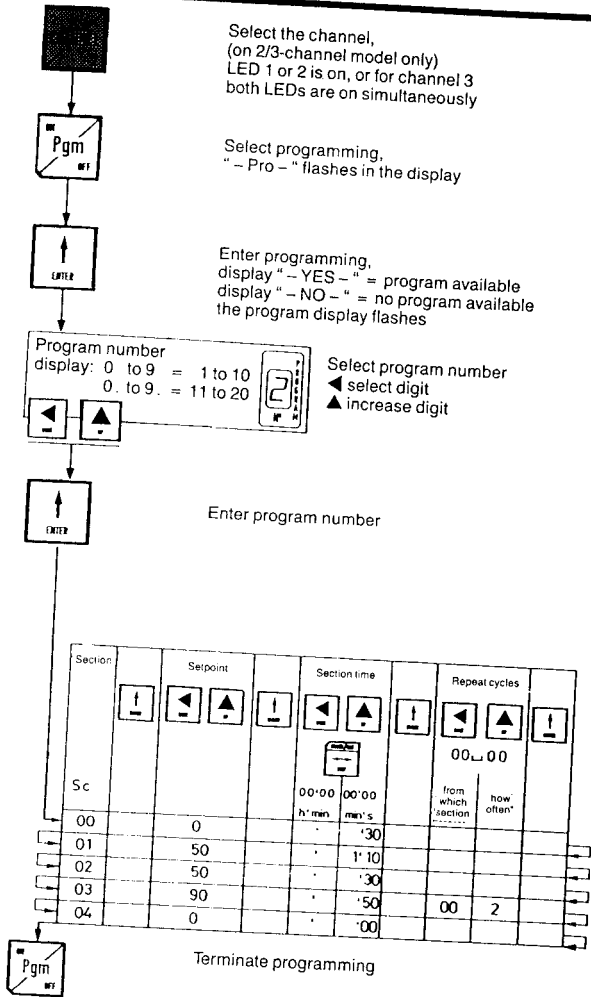 Select the channel,
(on 2/3-channel model only)
LED 1 or 2 is on, or for channel 3
both LEDs are on simultaneously
ON
Pgm
OFF
Select programming,
" – Pro – " flashes in the display
ENTER
Enter programming,
display " – YES – " = program available
display " – NO – " = no program available
the program display flashes
Program number
display: 0 to 9 = 1 to 10
0. to 9. = 11 to 20
2
PROGRAM
N°
Select program number
◀ select digit
▲ increase digit
ENTER
Enter program number
Section
Setpoint
Section time
Repeat cycles
00 ␣ 00
Sc
00'00 00'00
h'min min's
from which section
how often"
00 0 ' '30
01 50 ' 1'10
02 50 ' '30
03 90 ' '50 00 2
04 0 ' '00
Pgm
OFF
Terminate programming